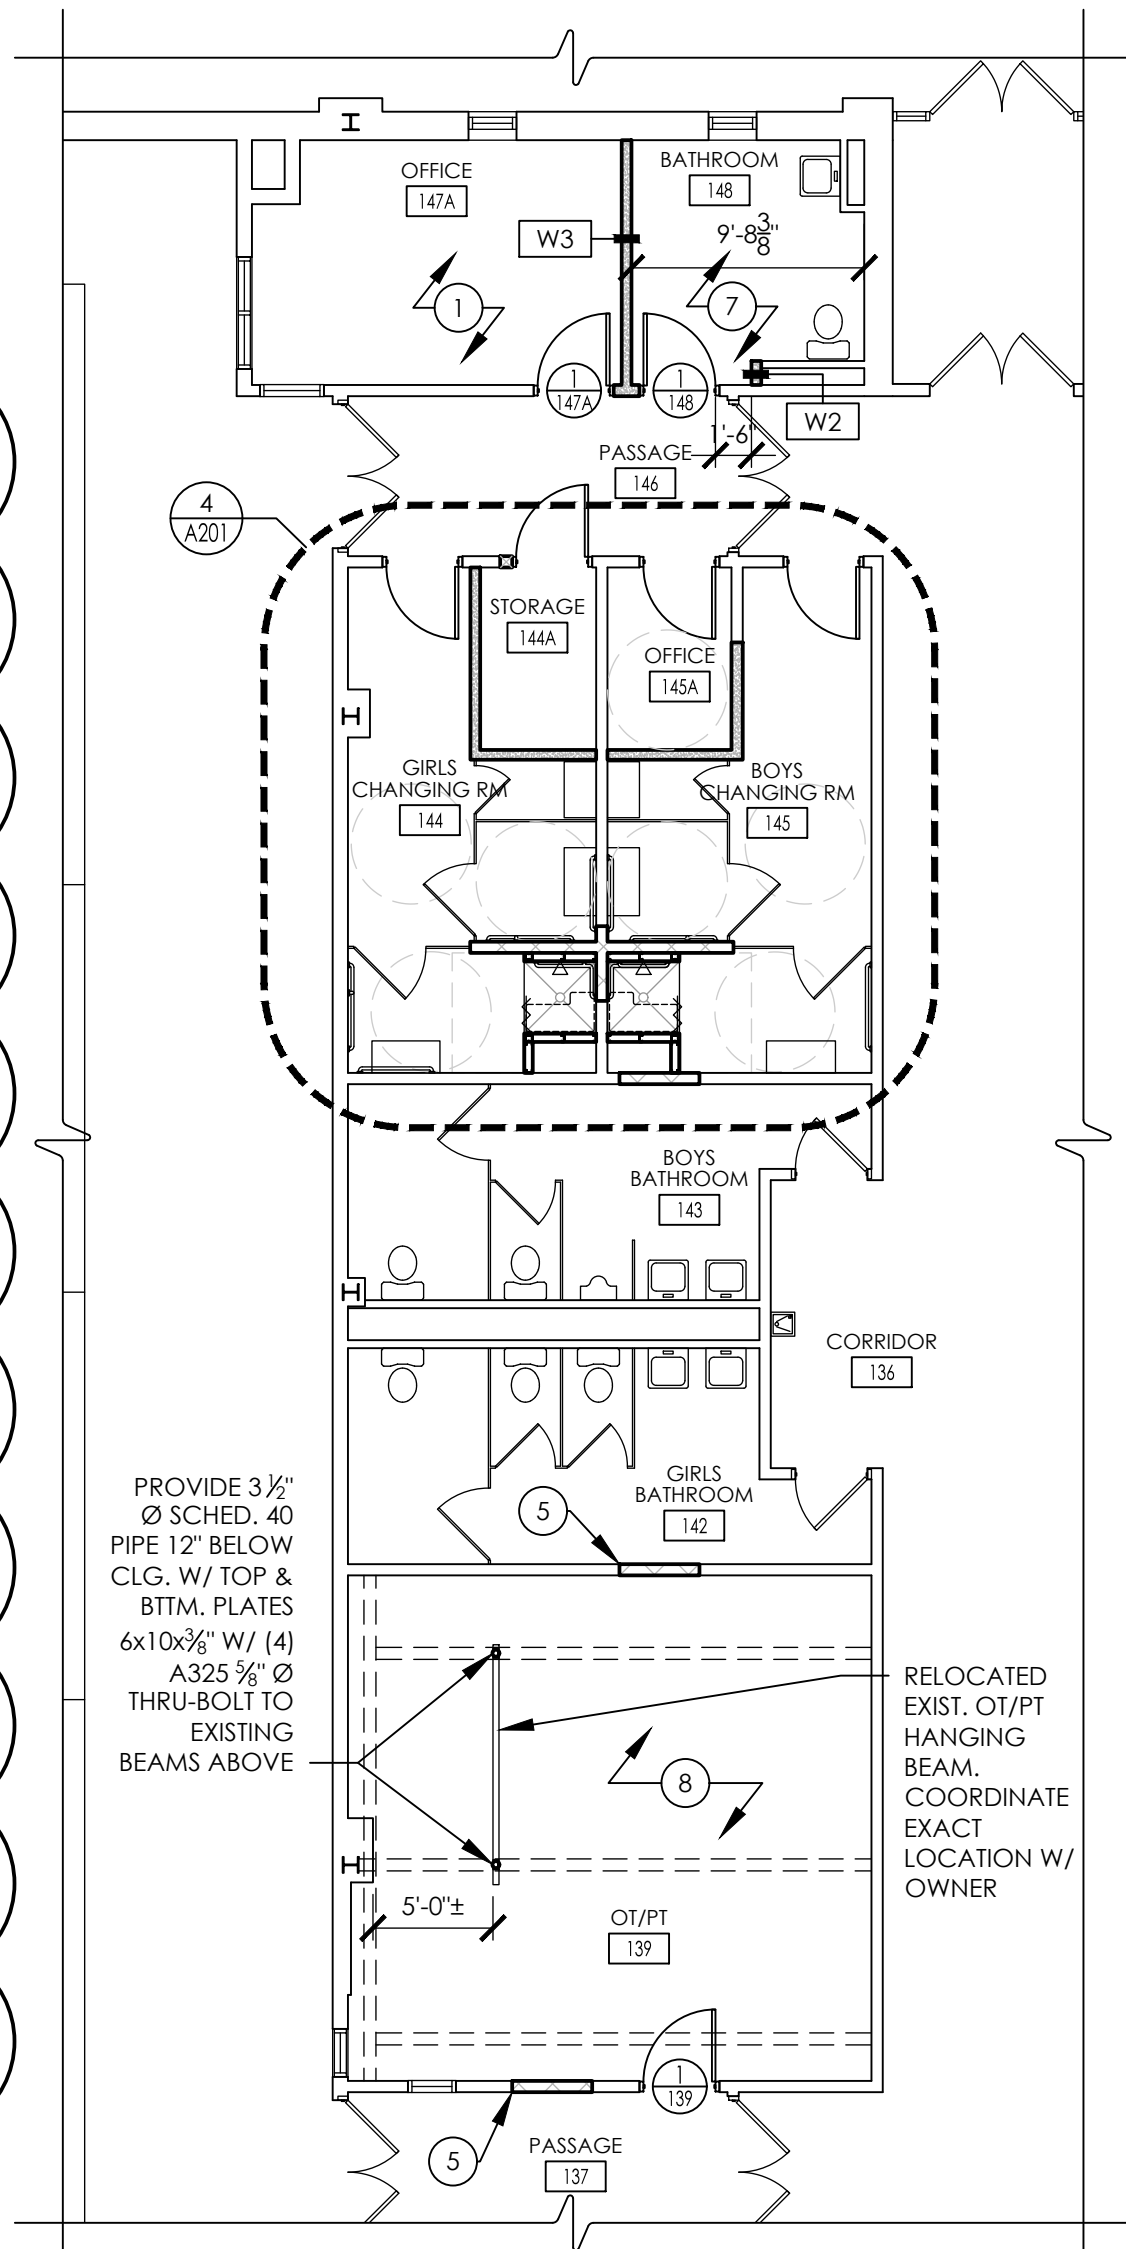 OFFICE
147A
BATHROOM
148
W3
9'-8 3/8"
1
7
1
147A
1
148
W2
1'-6"
PASSAGE
146
4
A201
STORAGE
144A
OFFICE
145A
GIRLS
CHANGING RM
144
BOYS
CHANGING RM
145
BOYS
BATHROOM
143
CORRIDOR
136
GIRLS
BATHROOM
142
5
PROVIDE 3 ½"
Ø SCHED. 40
PIPE 12" BELOW
CLG. W/ TOP &
BTTM. PLATES
6x10x⅜" W/ (4)
A325 ⅝" Ø
THRU-BOLT TO
EXISTING
BEAMS ABOVE
RELOCATED
EXIST. OT/PT
HANGING
BEAM.
COORDINATE
EXACT
LOCATION W/
OWNER
8
5'-0"±
OT/PT
139
1
139
5
PASSAGE
137